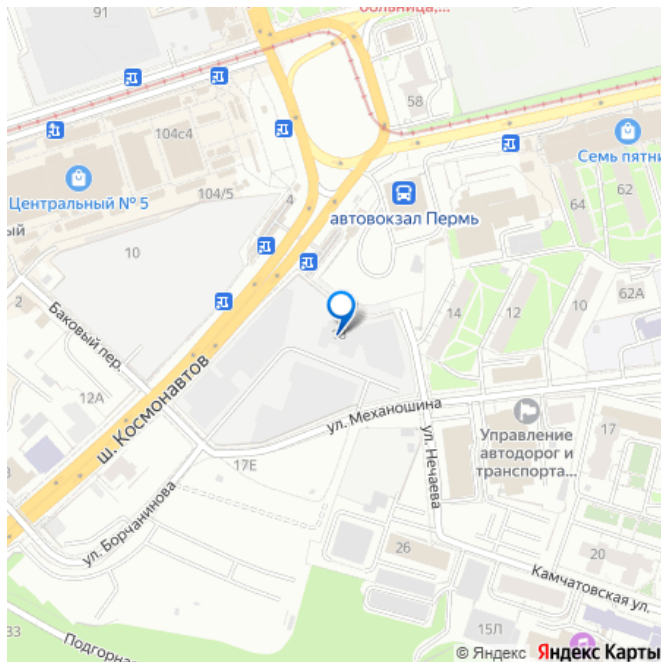 91
больница,...
58
104с4
Семь пятни
Центральный № 5
104/5
4
автовокзал Пермь
62
64
ый
10
2
Баковый пер.
14
12
10
62А
12А
ш. Космонавтов
ул. Механошина
ул. Нечаева
Управление
автодорог и
транспорта...
17
17Е
ул. Борчанинова
26
20
Камчатовская ул.
33
Подгорна
15Л
© Яндекс Яндекс Карты